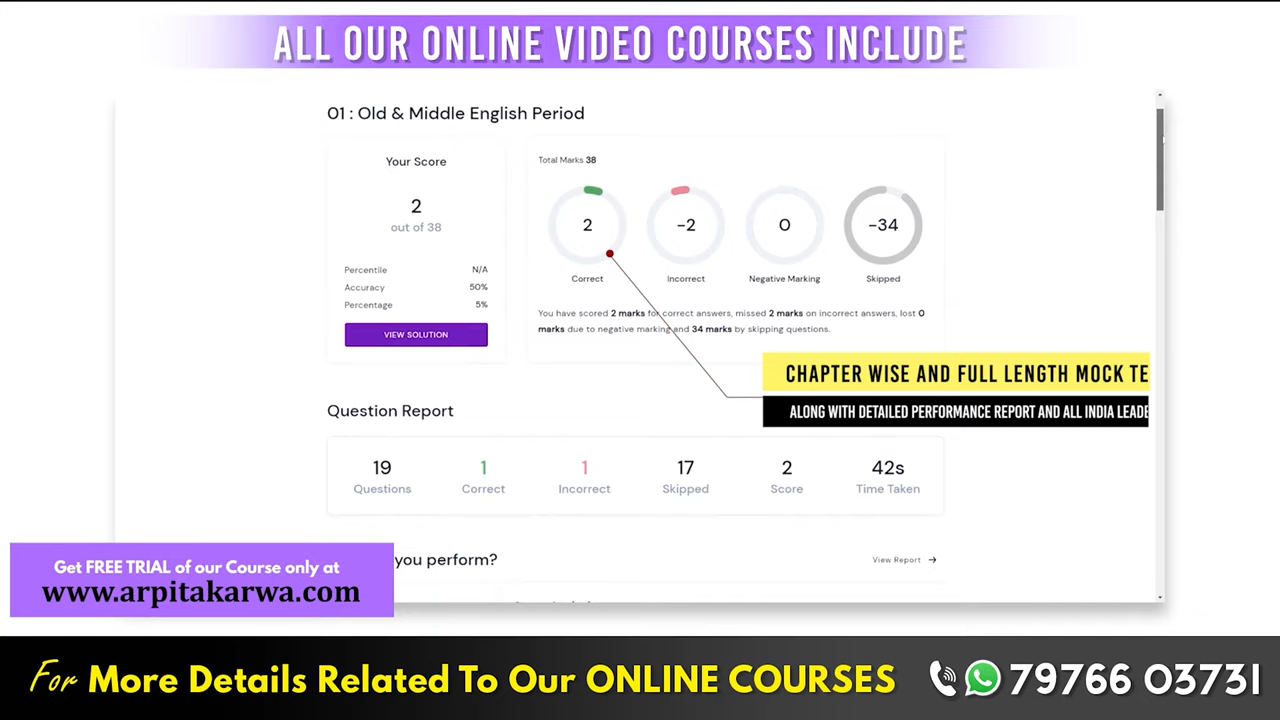 ALL OUR ONLINE VIDEO COURSES INCLUDE
01 : Old & Middle English Period
Your Score
2
out of 38
Percentile N/A
Accuracy 50%
Percentage 5%
VIEW SOLUTION
Total Marks 38
2 -2 0 -34
Correct Incorrect Negative Marking Skipped
You have scored 2 marks for correct answers, missed 2 marks on incorrect answers, lost 0
marks due to negative marking and 34 marks by skipping questions.
CHAPTER WISE AND FULL LENGTH MOCK TE
ALONG WITH DETAILED PERFORMANCE REPORT AND ALL INDIA LEADE
Question Report
19 1 1 17 2 42s
Questions Correct Incorrect Skipped Score Time Taken
you perform? View Report →
Get FREE TRIAL of our Course only at
www.arpitakarwa.com
For More Details Related To Our ONLINE COURSES 79766 03731